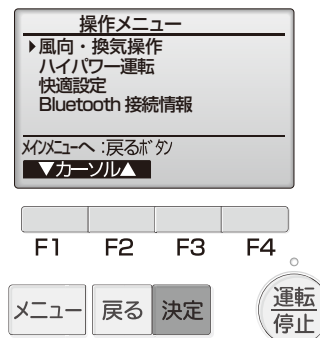 操作メニュー
▶風向・換気操作
ハイパワー運転
快適設定
Bluetooth 接続情報
ﾒｲﾝﾒﾆｭｰへ:戻るﾎﾞﾀﾝ
▼カーソル▲
F1 F2 F3 F4
メニュー 戻る 決定 運転
停止